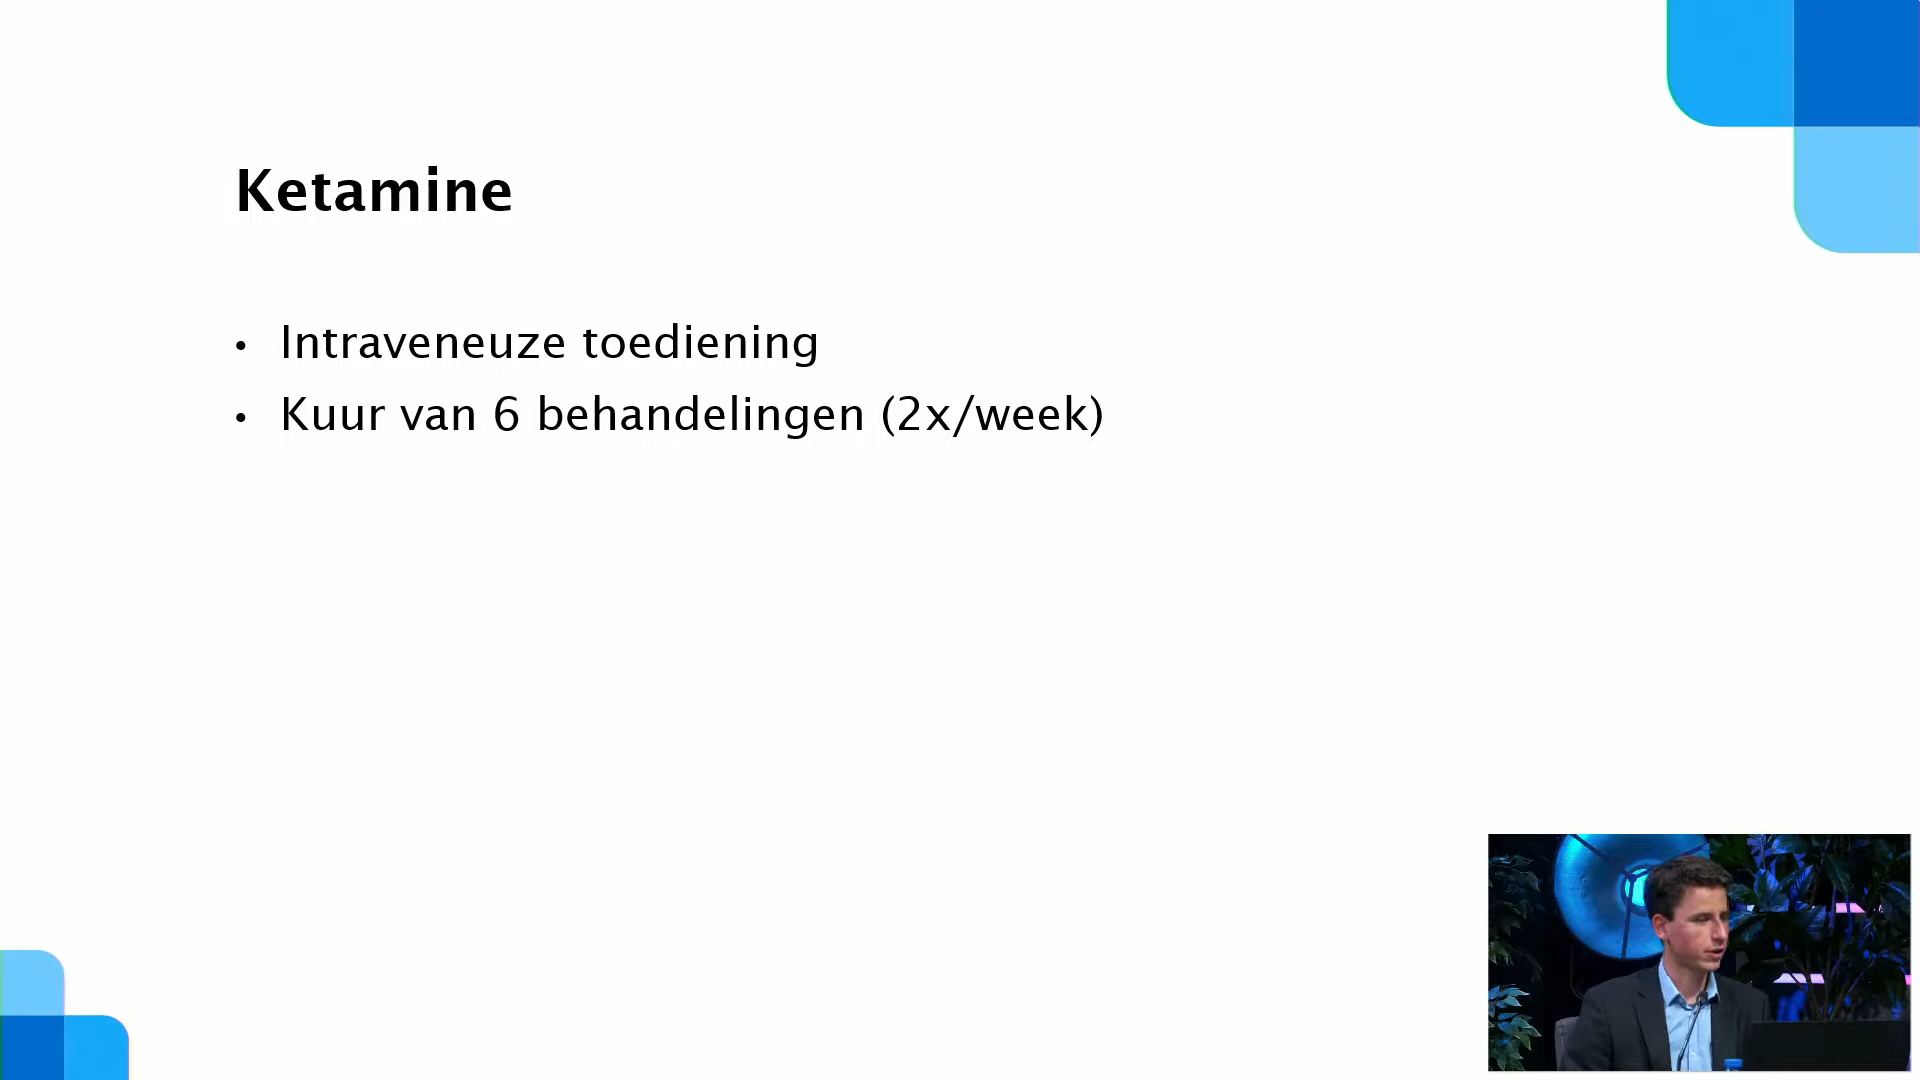 Ketamine
• Intraveneuze toediening
• Kuur van 6 behandelingen (2x/week)